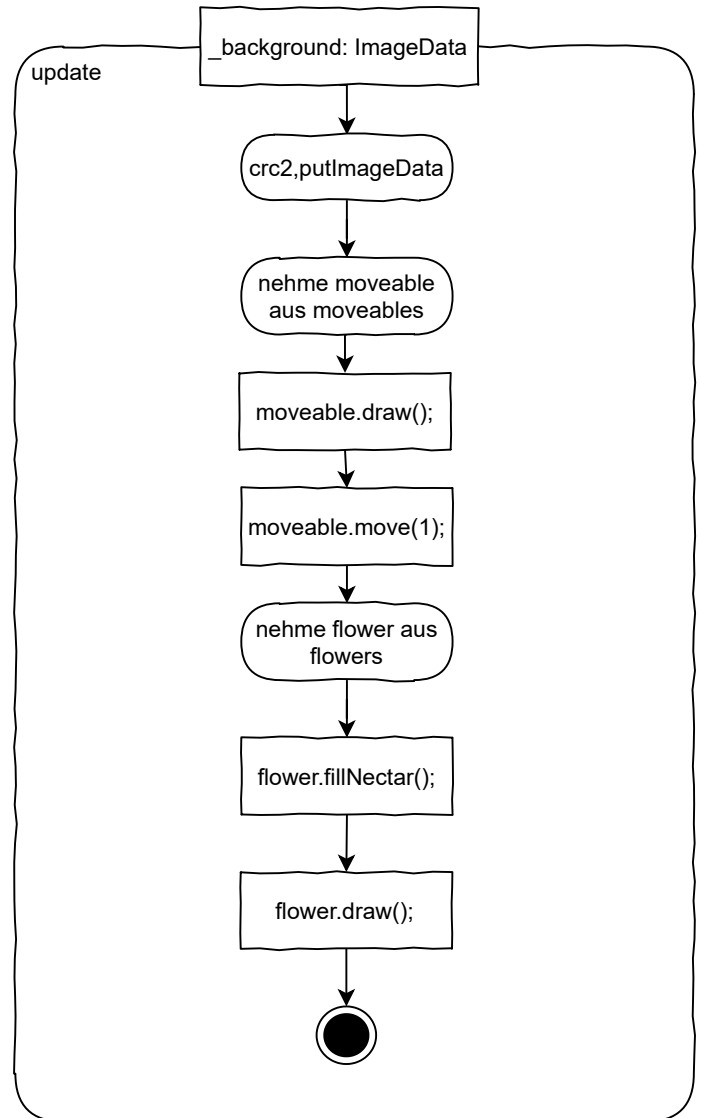 _background: ImageData
update
crc2,putImageData
nehme moveable
aus moveables
moveable.draw();
moveable.move(1);
nehme flower aus
flowers
flower.fillNectar();
flower.draw();